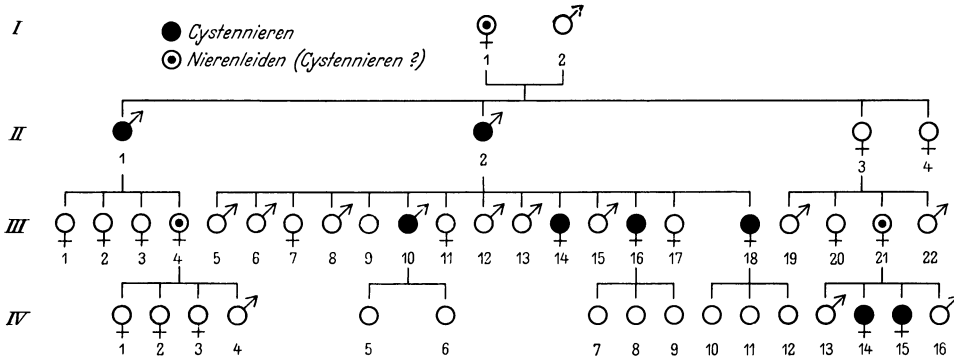 I
Cystennieren
Nierenleiden (Cystennieren ?)
1 2
II
1 2 3 4
III
1 2 3 4 5 6 7 8 9 10 11 12 13 14 15 16 17 18 19 20 21 22
IV
1 2 3 4 5 6 7 8 9 10 11 12 13 14 15 16